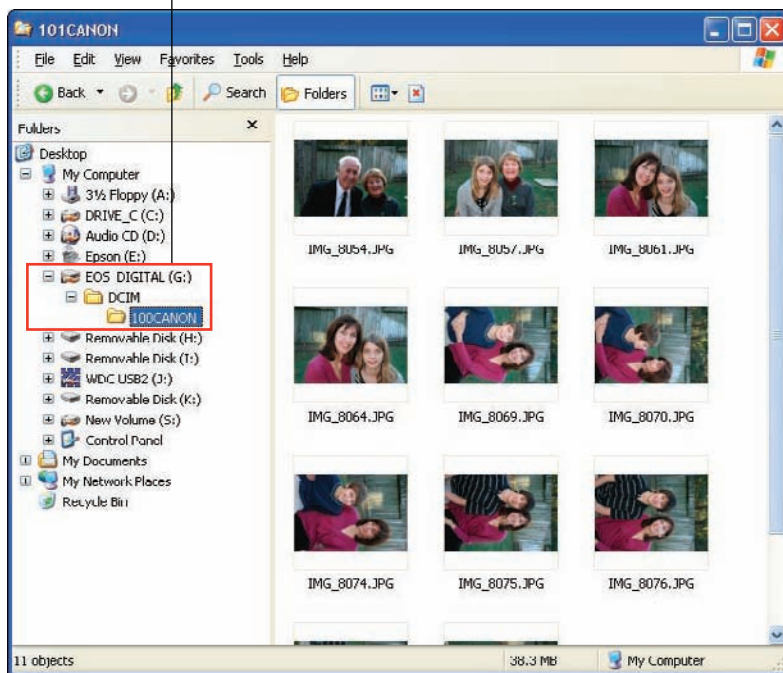 101CANON
File Edit View Favorites Tools Help
Back Search Folders
Folders
Desktop
My Computer
3½ Floppy (A:)
DRIVE_C (C:)
Audio CD (D:)
Epson (E:)
EOS_DIGITAL (G:)
DCIM
100CANON
Removable Disk (H:)
Removable Disk (I:)
WDC USB2 (J:)
Removable Disk (K:)
New Volume (S:)
Control Panel
My Documents
My Network Places
Recycle Bin
IMG_8054.JPG IMG_8057.JPG IMG_8061.JPG
IMG_8064.JPG IMG_8069.JPG IMG_8070.JPG
IMG_8074.JPG IMG_8075.JPG IMG_8076.JPG
11 objects 38.3 MB My Computer